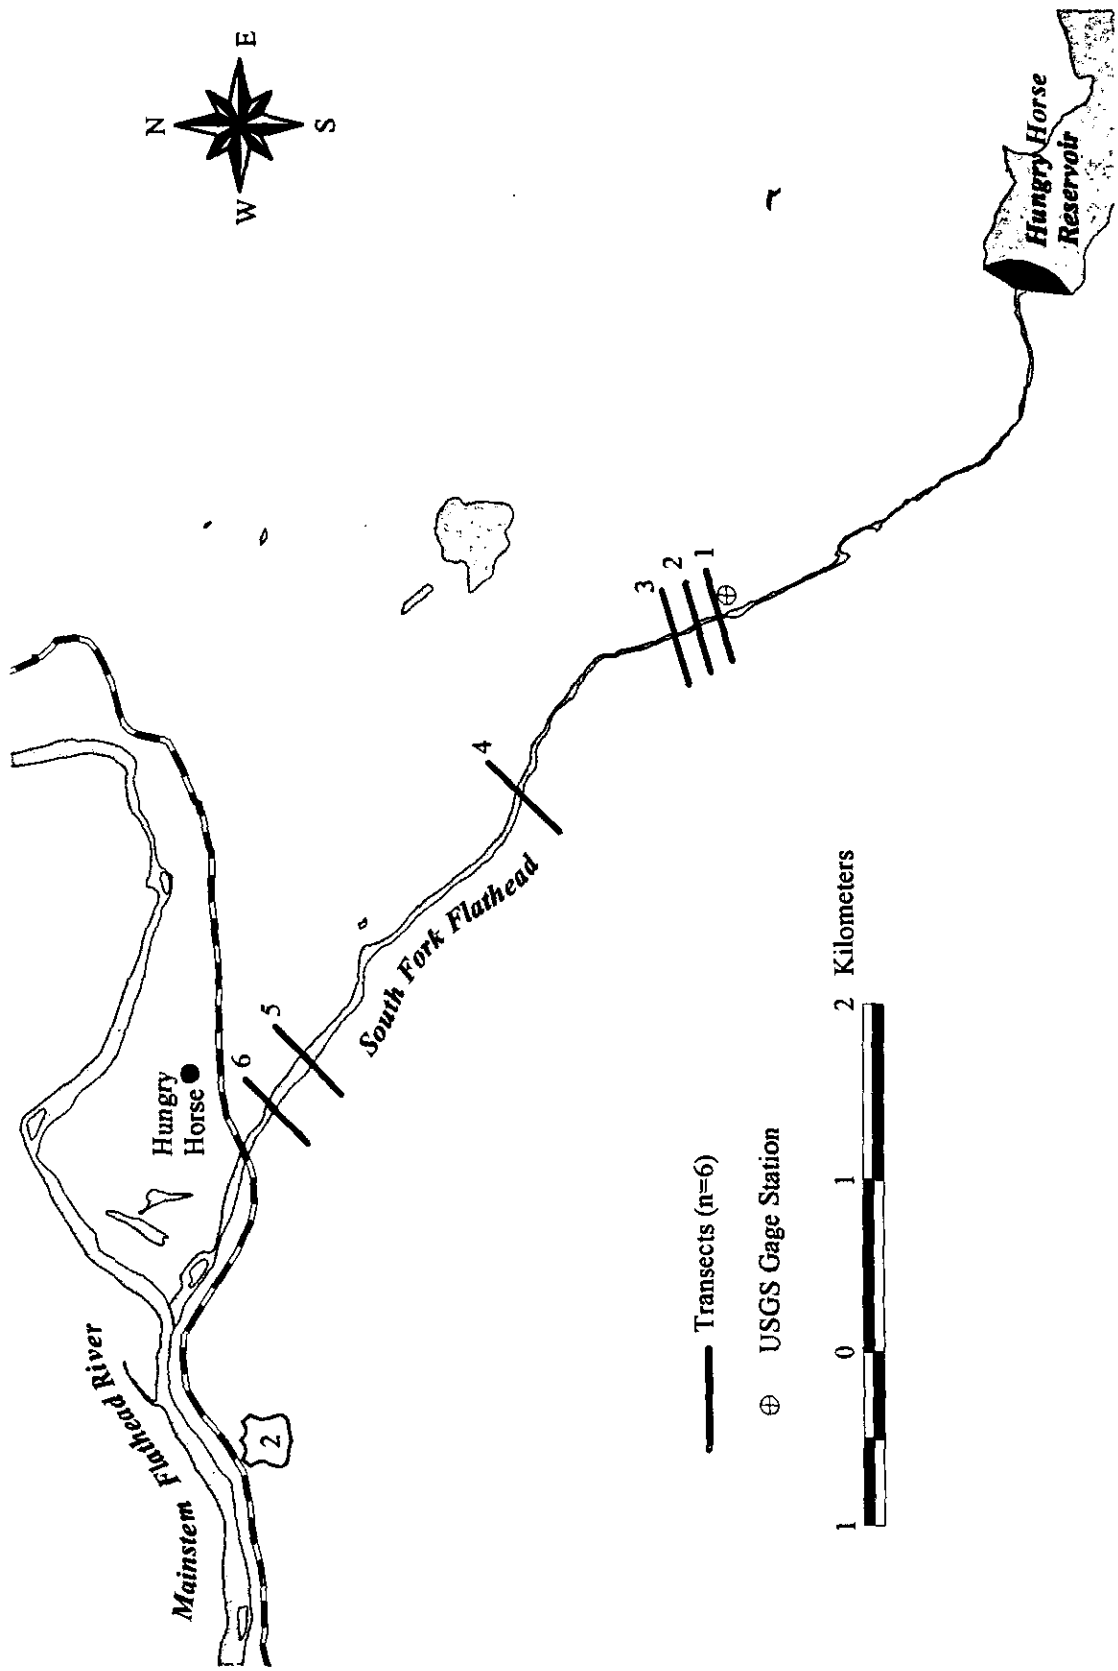 N
W
E
S
Mainstem Flathead River
2
Hungry
Horse
6
5
4
3
2
1
South Fork Flathead
Hungry Horse
Reservoir
Transects (n=6)
USGS Gage Station
1
0
1
2
Kilometers